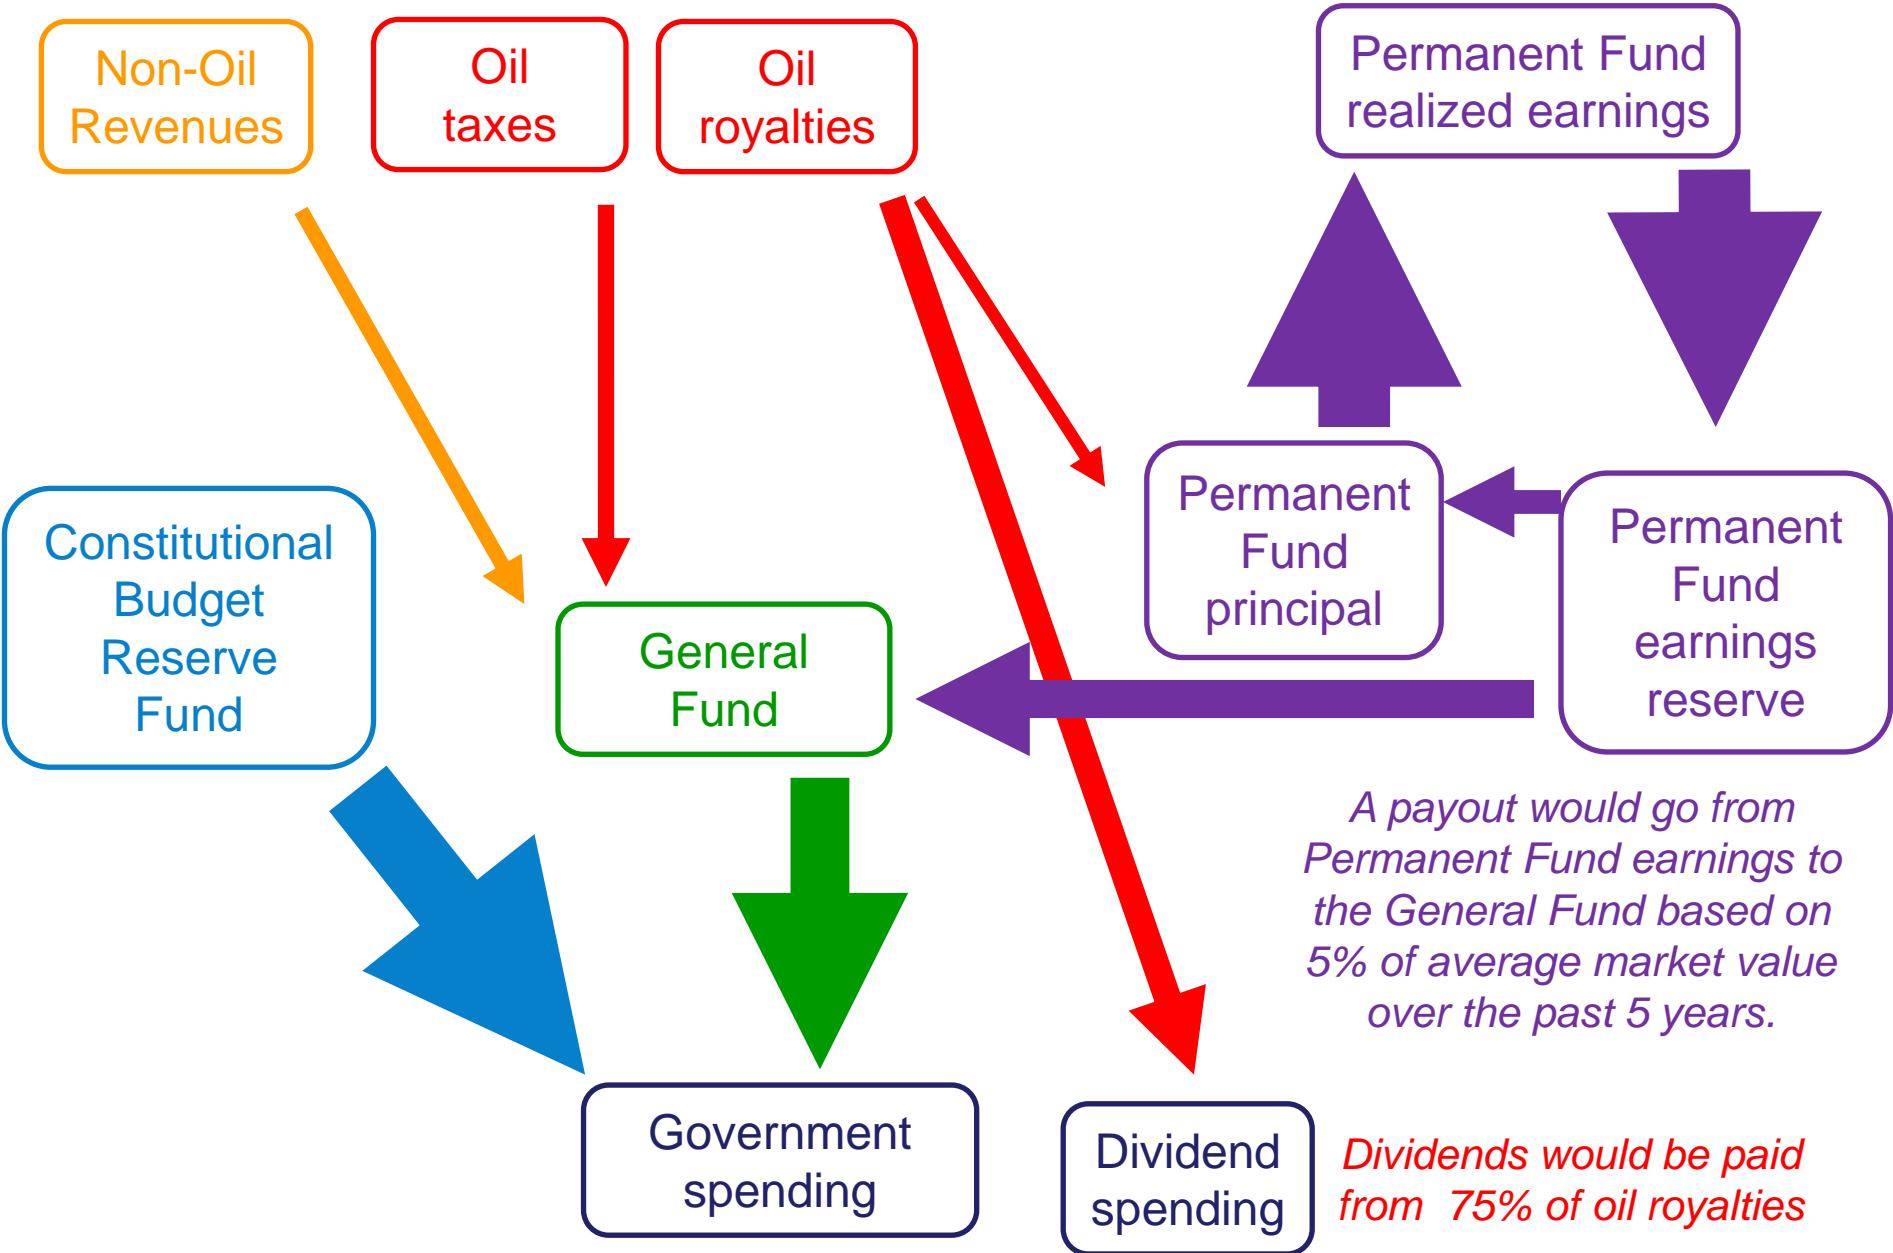 Non-Oil
Revenues
Oil
taxes
Oil
royalties
Permanent Fund
realized earnings
Constitutional
Budget
Reserve
Fund
General
Fund
Permanent
Fund
principal
Permanent
Fund
earnings
reserve
A payout would go from
Permanent Fund earnings to
the General Fund based on
5% of average market value
over the past 5 years.
Government
spending
Dividend
spending
Dividends would be paid
from  75% of oil royalties